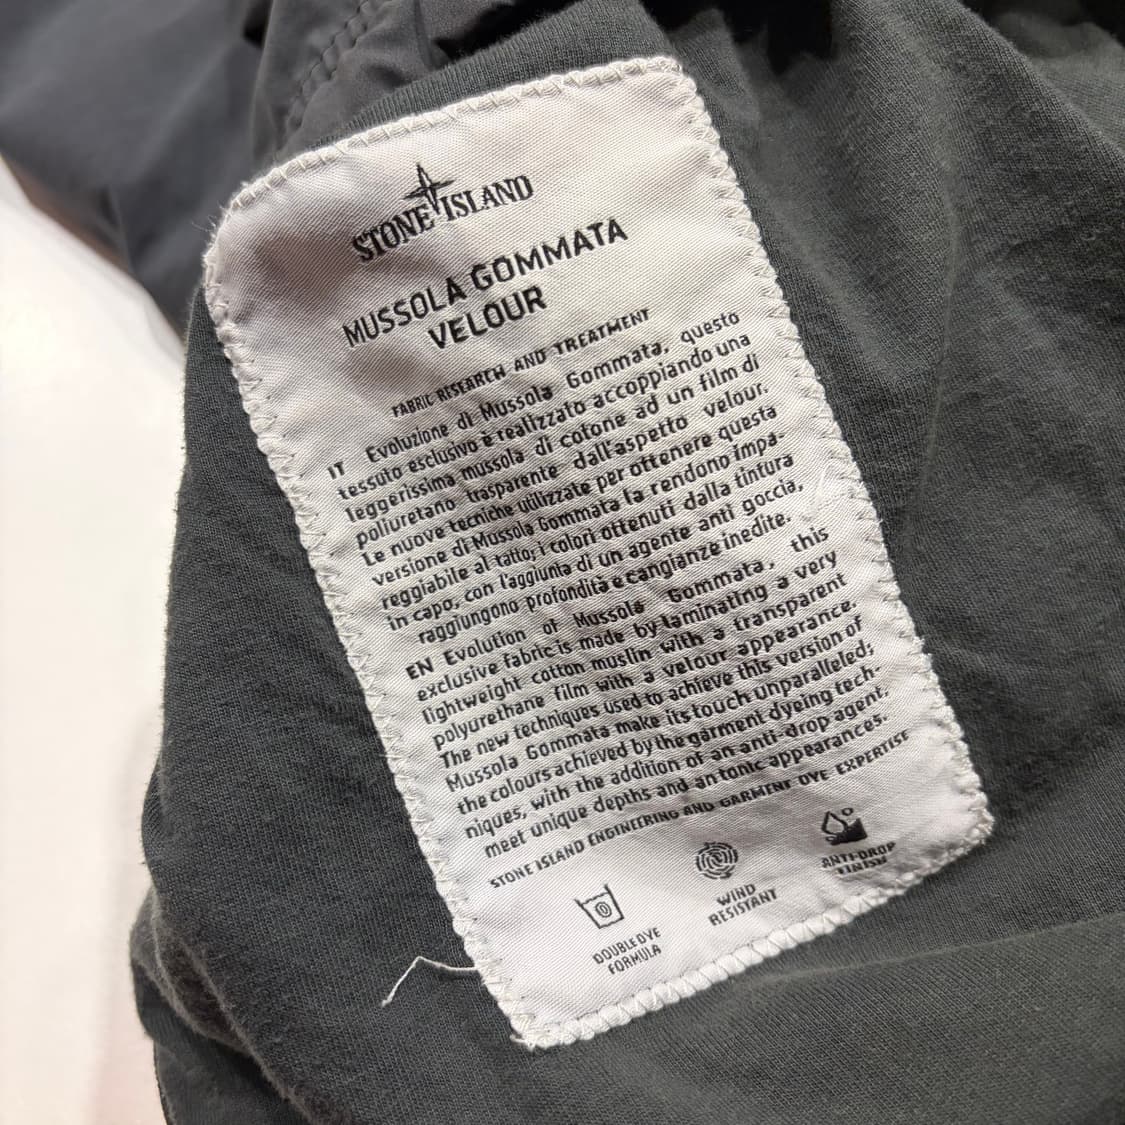 STONE ISLAND
MUSSOLA GOMMATA
VELOUR
FABRIC RESEARCH AND TREATMENT
IT Evoluzione di Mussola Gommata, questo
tessuto esclusivo è realizzato accoppiando una
leggerissima mussola di cotone ad un film di
poliuretano trasparente dall'aspetto velour.
Le nuove tecniche utilizzate per ottenere questa
versione di Mussola Gommata la rendono impa-
reggiabile al tatto; i colori ottenuti dalla tintura
in capo, con l'aggiunta di un agente anti goccia,
raggiungono profondità e cangianze inedite.
EN Evolution of Mussola Gommata, this
exclusive fabric is made by laminating a very
lightweight cotton muslin with a transparent
polyurethane film with a velour appearance.
The new techniques used to achieve this version of
Mussola Gommata make its touch unparalleled;
the colours achieved by the garment dyeing tech-
niques, with the addition of an anti-drop agent,
meet unique depths and an tonic appearances.
STONE ISLAND ENGINEERING AND GARMENT DYE EXPERTISE
DOUBLE DYE
FORMULA
WIND
RESISTANT
ANTI-DROP
FINISH